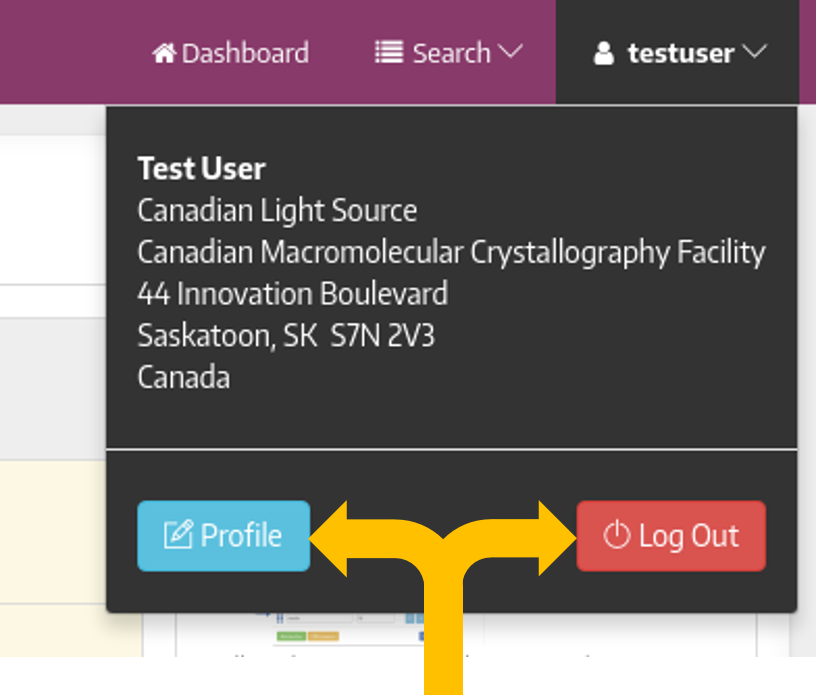 Dashboard Search testuser
Test User
Canadian Light Source
Canadian Macromolecular Crystallography Facility
44 Innovation Boulevard
Saskatoon, SK  S7N 2V3
Canada
Profile Log Out